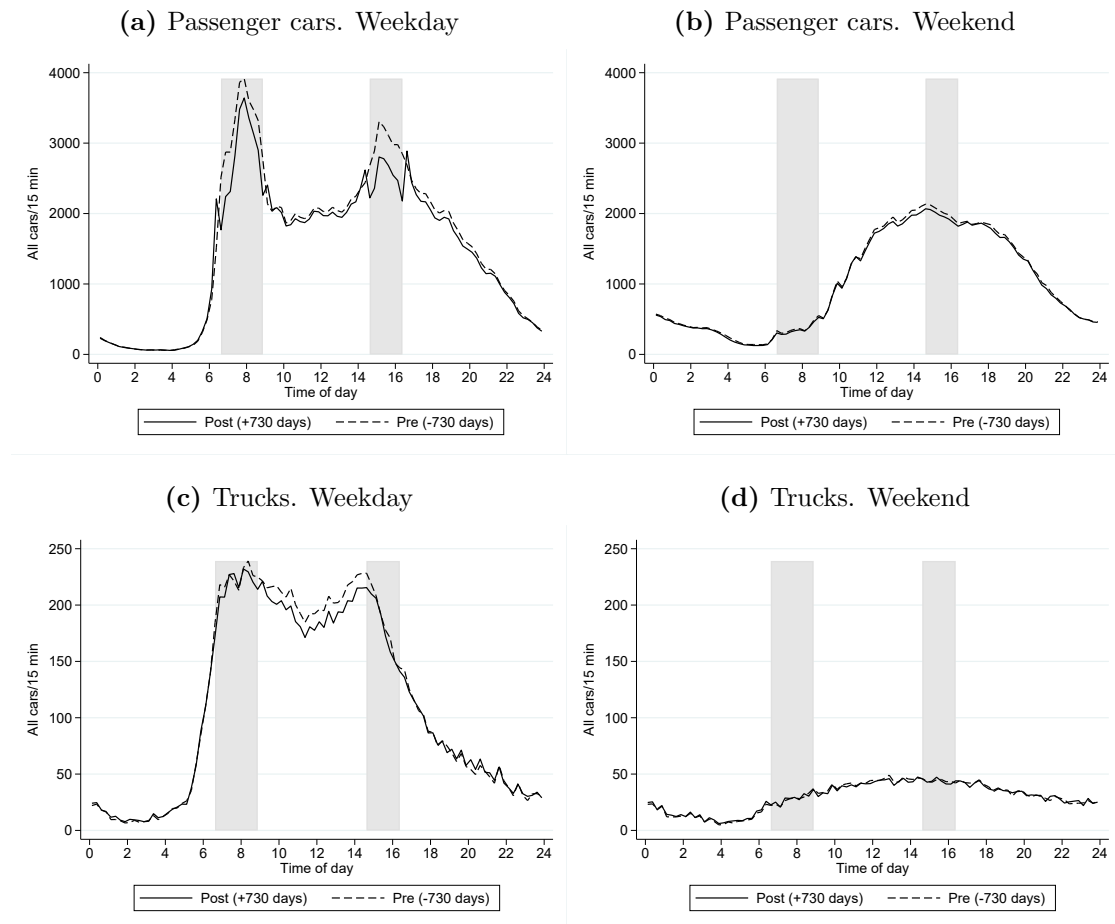 (a) Passenger cars. Weekday
4000
3000
2000
1000
0
All cars/15 min
0 2 4 6 8 10 12 14 16 18 20 22 24
Time of day
Post (+730 days) Pre (-730 days)
(b) Passenger cars. Weekend
4000
3000
2000
1000
0
All cars/15 min
0 2 4 6 8 10 12 14 16 18 20 22 24
Time of day
Post (+730 days) Pre (-730 days)
(c) Trucks. Weekday
250
200
150
100
50
0
All cars/15 min
0 2 4 6 8 10 12 14 16 18 20 22 24
Time of day
Post (+730 days) Pre (-730 days)
(d) Trucks. Weekend
250
200
150
100
50
0
All cars/15 min
0 2 4 6 8 10 12 14 16 18 20 22 24
Time of day
Post (+730 days) Pre (-730 days)